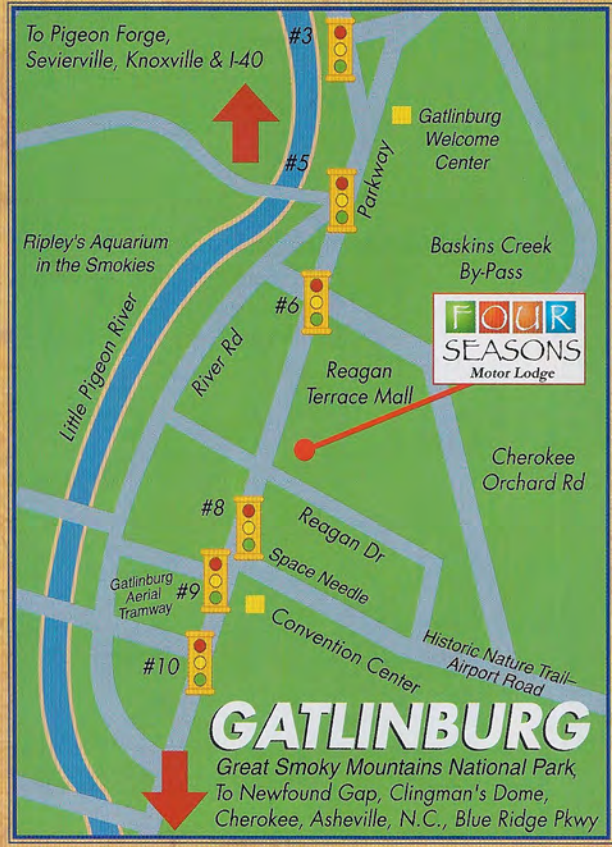 To Pigeon Forge,
Sevierville, Knoxville & I-40
#3
Gatlinburg
Welcome
Center
#5
Parkway
Ripley's Aquarium
in the Smokies
Baskins Creek
By-Pass
#6
FOUR
SEASONS
Motor Lodge
Little Pigeon River
River Rd
Reagan
Terrace Mall
Cherokee
Orchard Rd
#8
Reagan Dr
Space Needle
Gatlinburg
Aerial
Tramway
#9
Convention Center
Historic Nature Trail–
Airport Road
#10
GATLINBURG
Great Smoky Mountains National Park,
To Newfound Gap, Clingman's Dome,
Cherokee, Asheville, N.C., Blue Ridge Pkwy